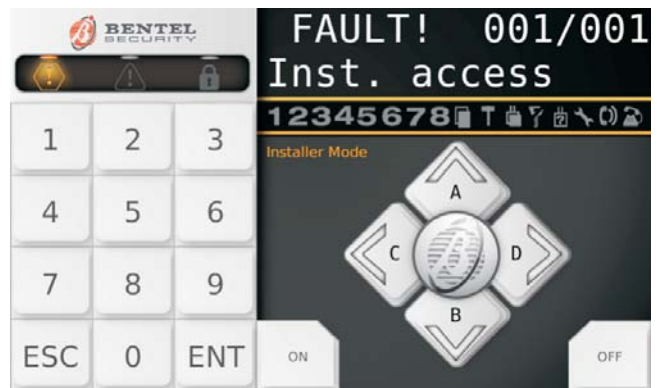 BENTEL
SECURITY
FAULT! 001/001
Inst. access
12345678
Installer Mode
1 2 3
4 5 6
7 8 9
ESC 0 ENT
A
C D
B
ON OFF